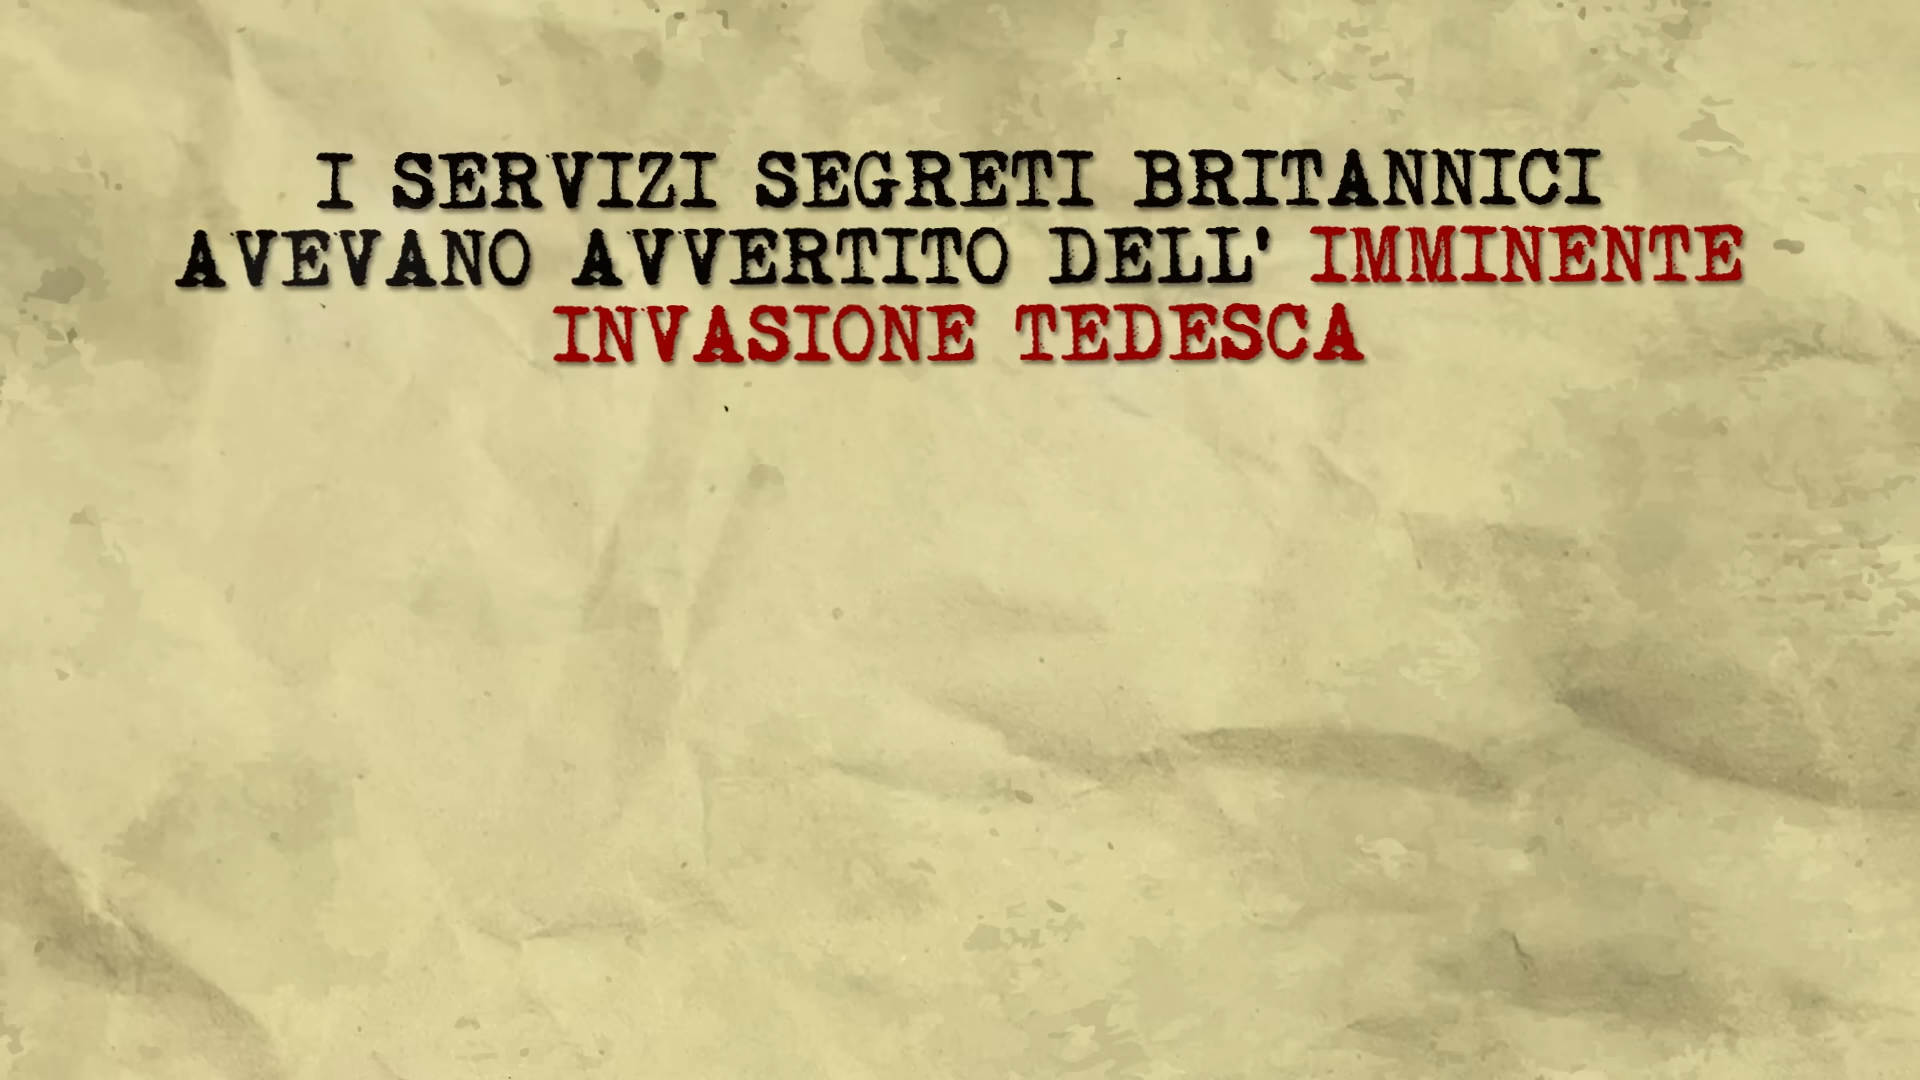 I SERVIZI SEGRETI BRITANNICI
AVEVANO AVVERTITO DELL' IMMINENTE
INVASIONE TEDESCA